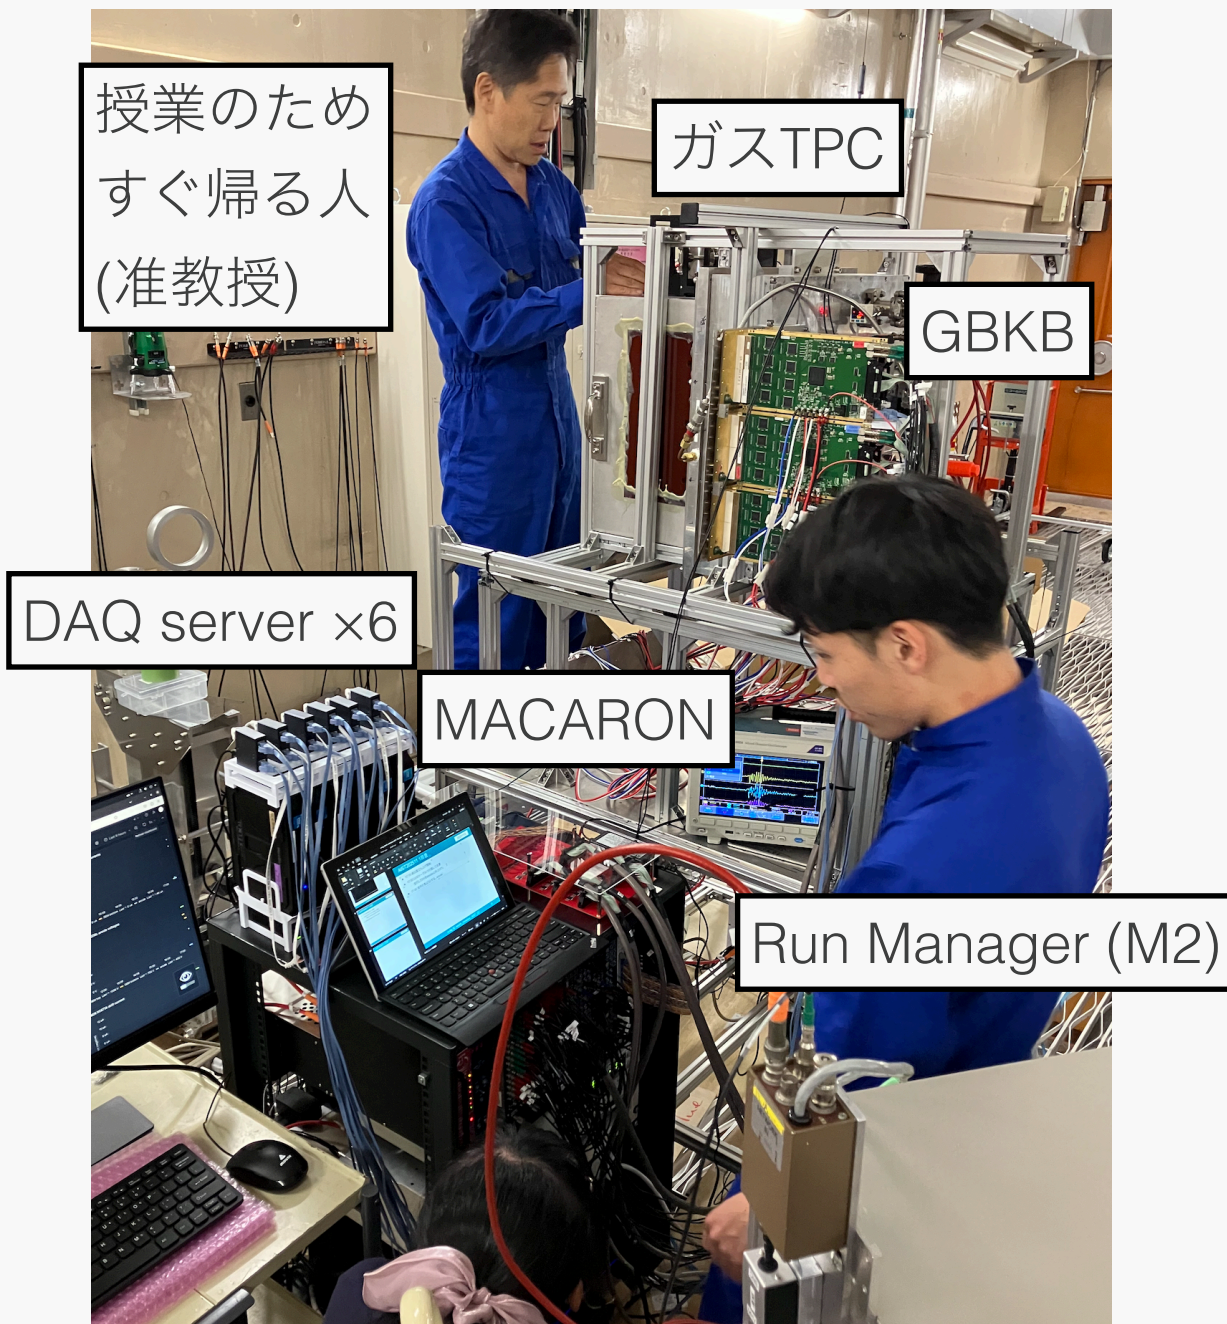 授業のため
すぐ帰る人
(准教授)
ガスTPC
GBKB
DAQ server ×6
MACARON
Run Manager (M2)